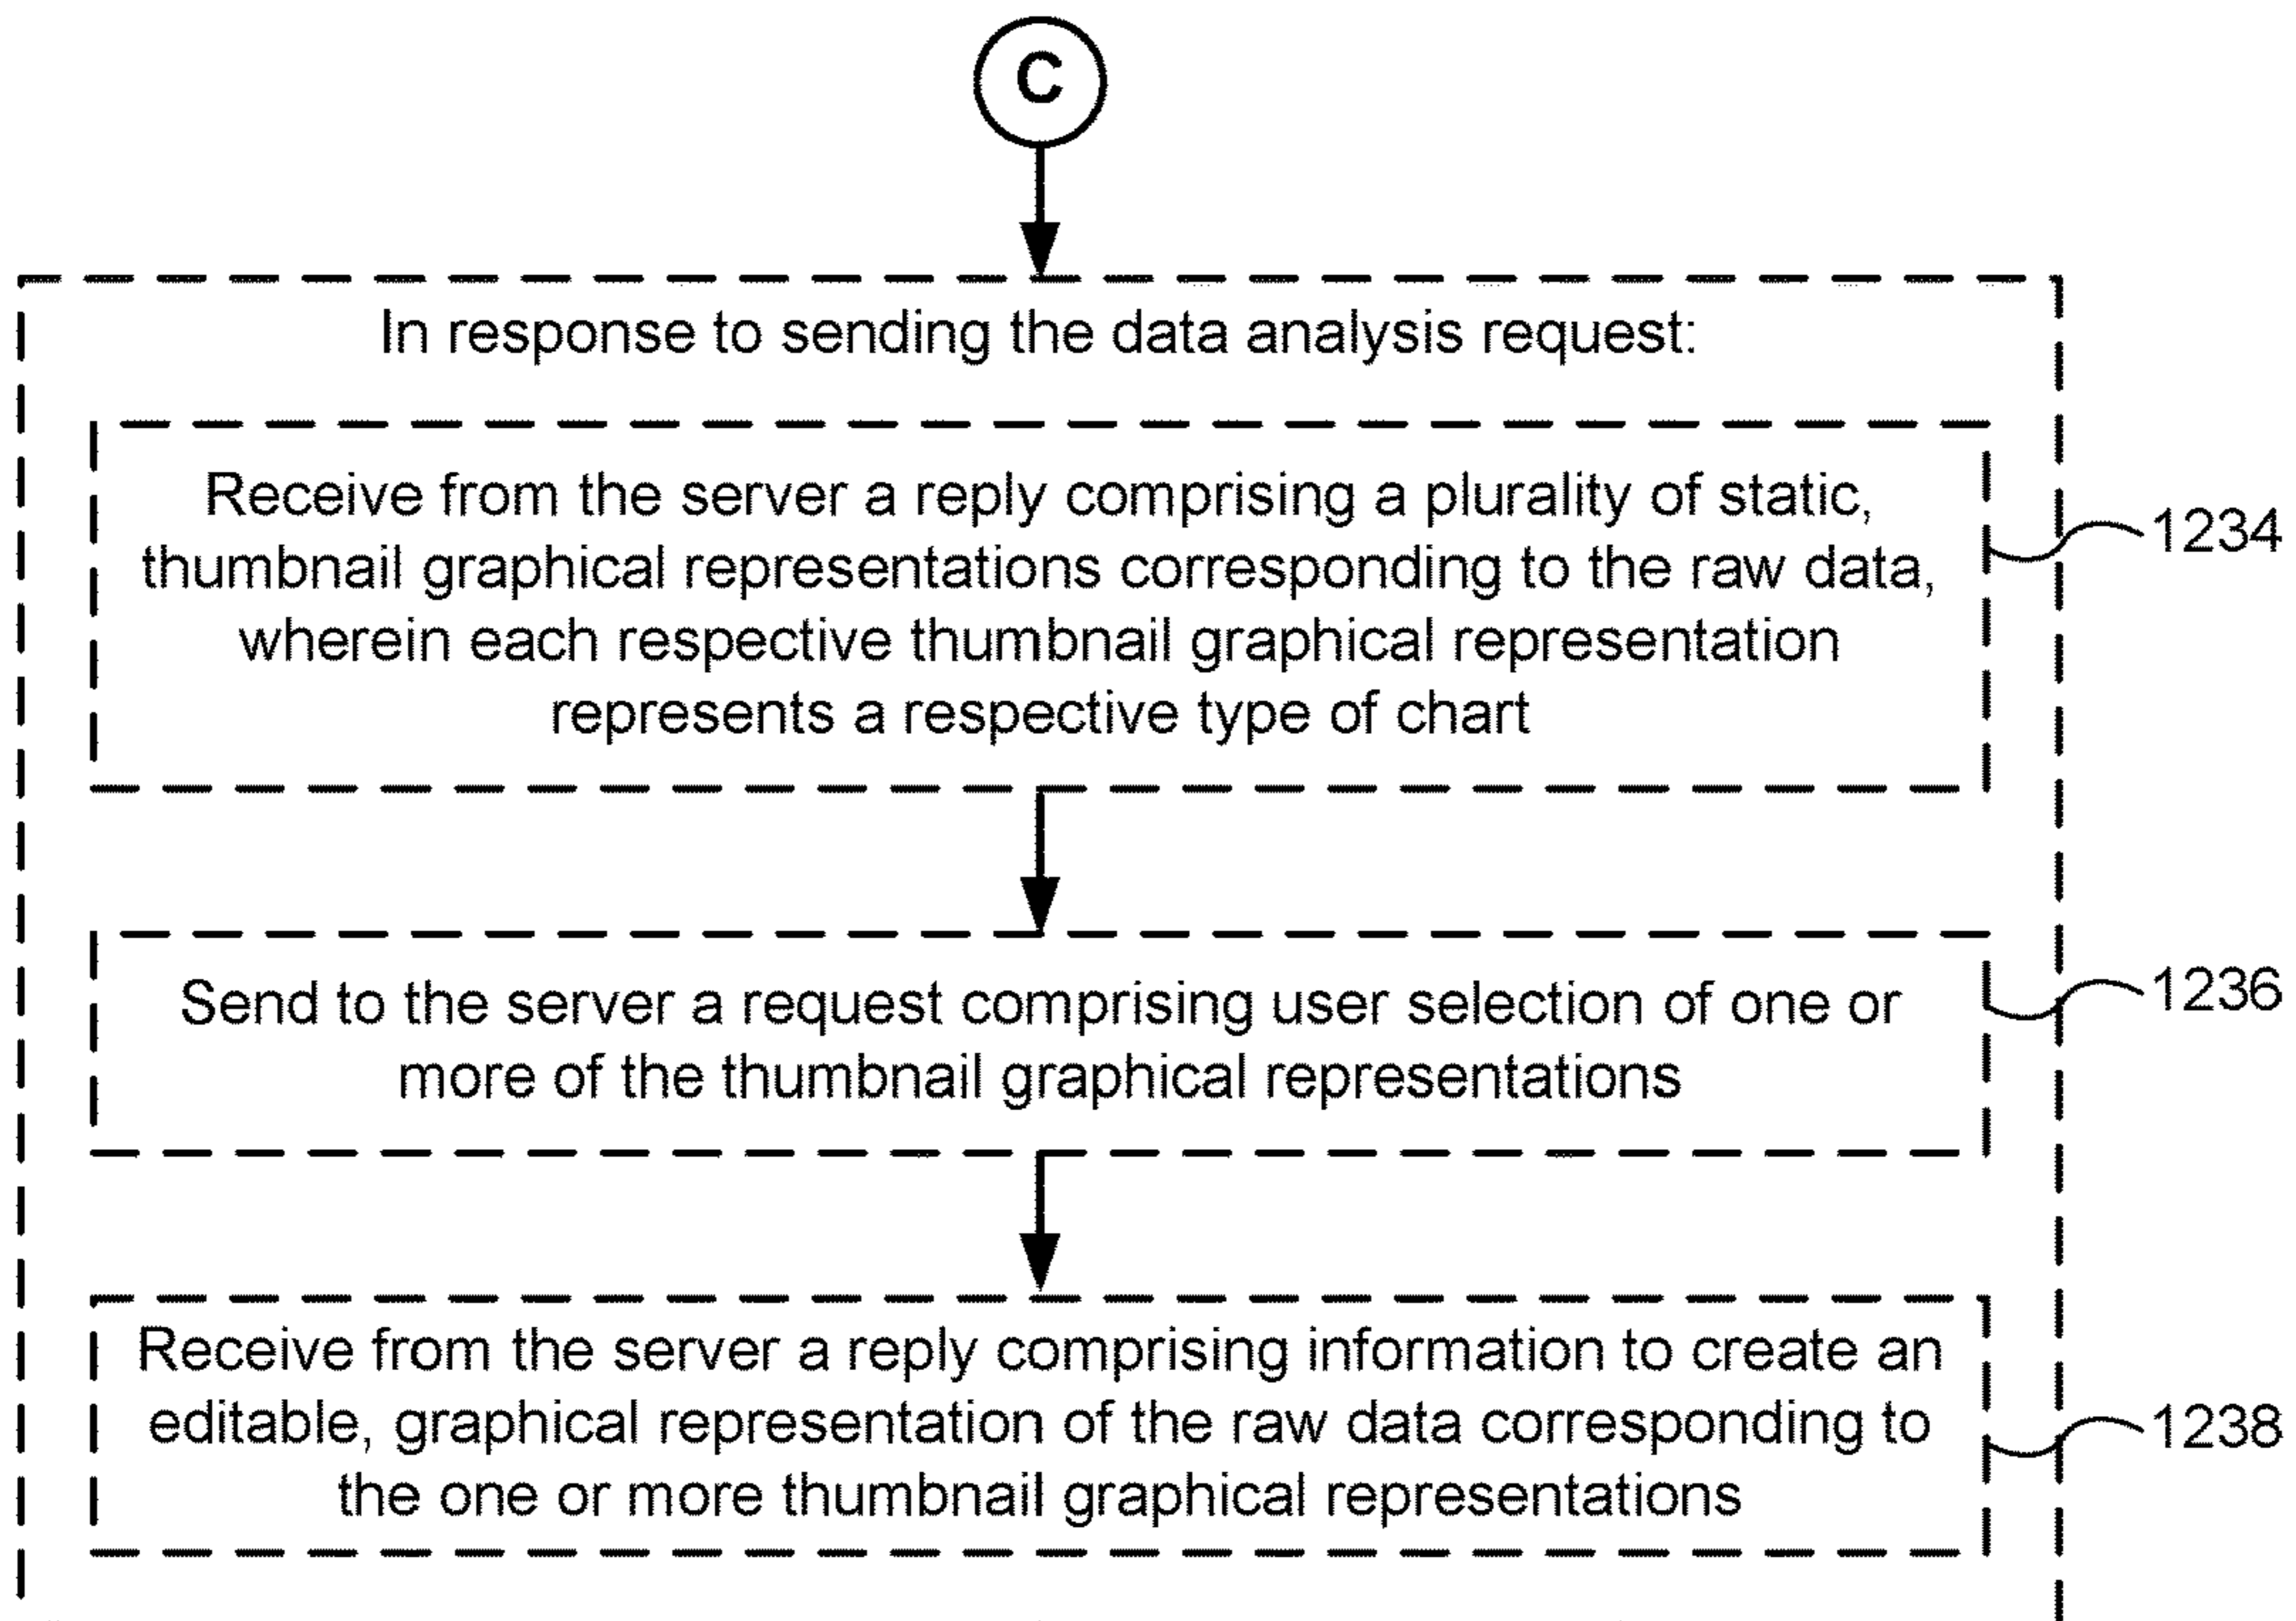 C
In response to sending the data analysis request:
Receive from the server a reply comprising a plurality of static,
thumbnail graphical representations corresponding to the raw data,
wherein each respective thumbnail graphical representation
represents a respective type of chart
1234
Send to the server a request comprising user selection of one or
more of the thumbnail graphical representations
1236
Receive from the server a reply comprising information to create an
editable, graphical representation of the raw data corresponding to
the one or more thumbnail graphical representations
1238